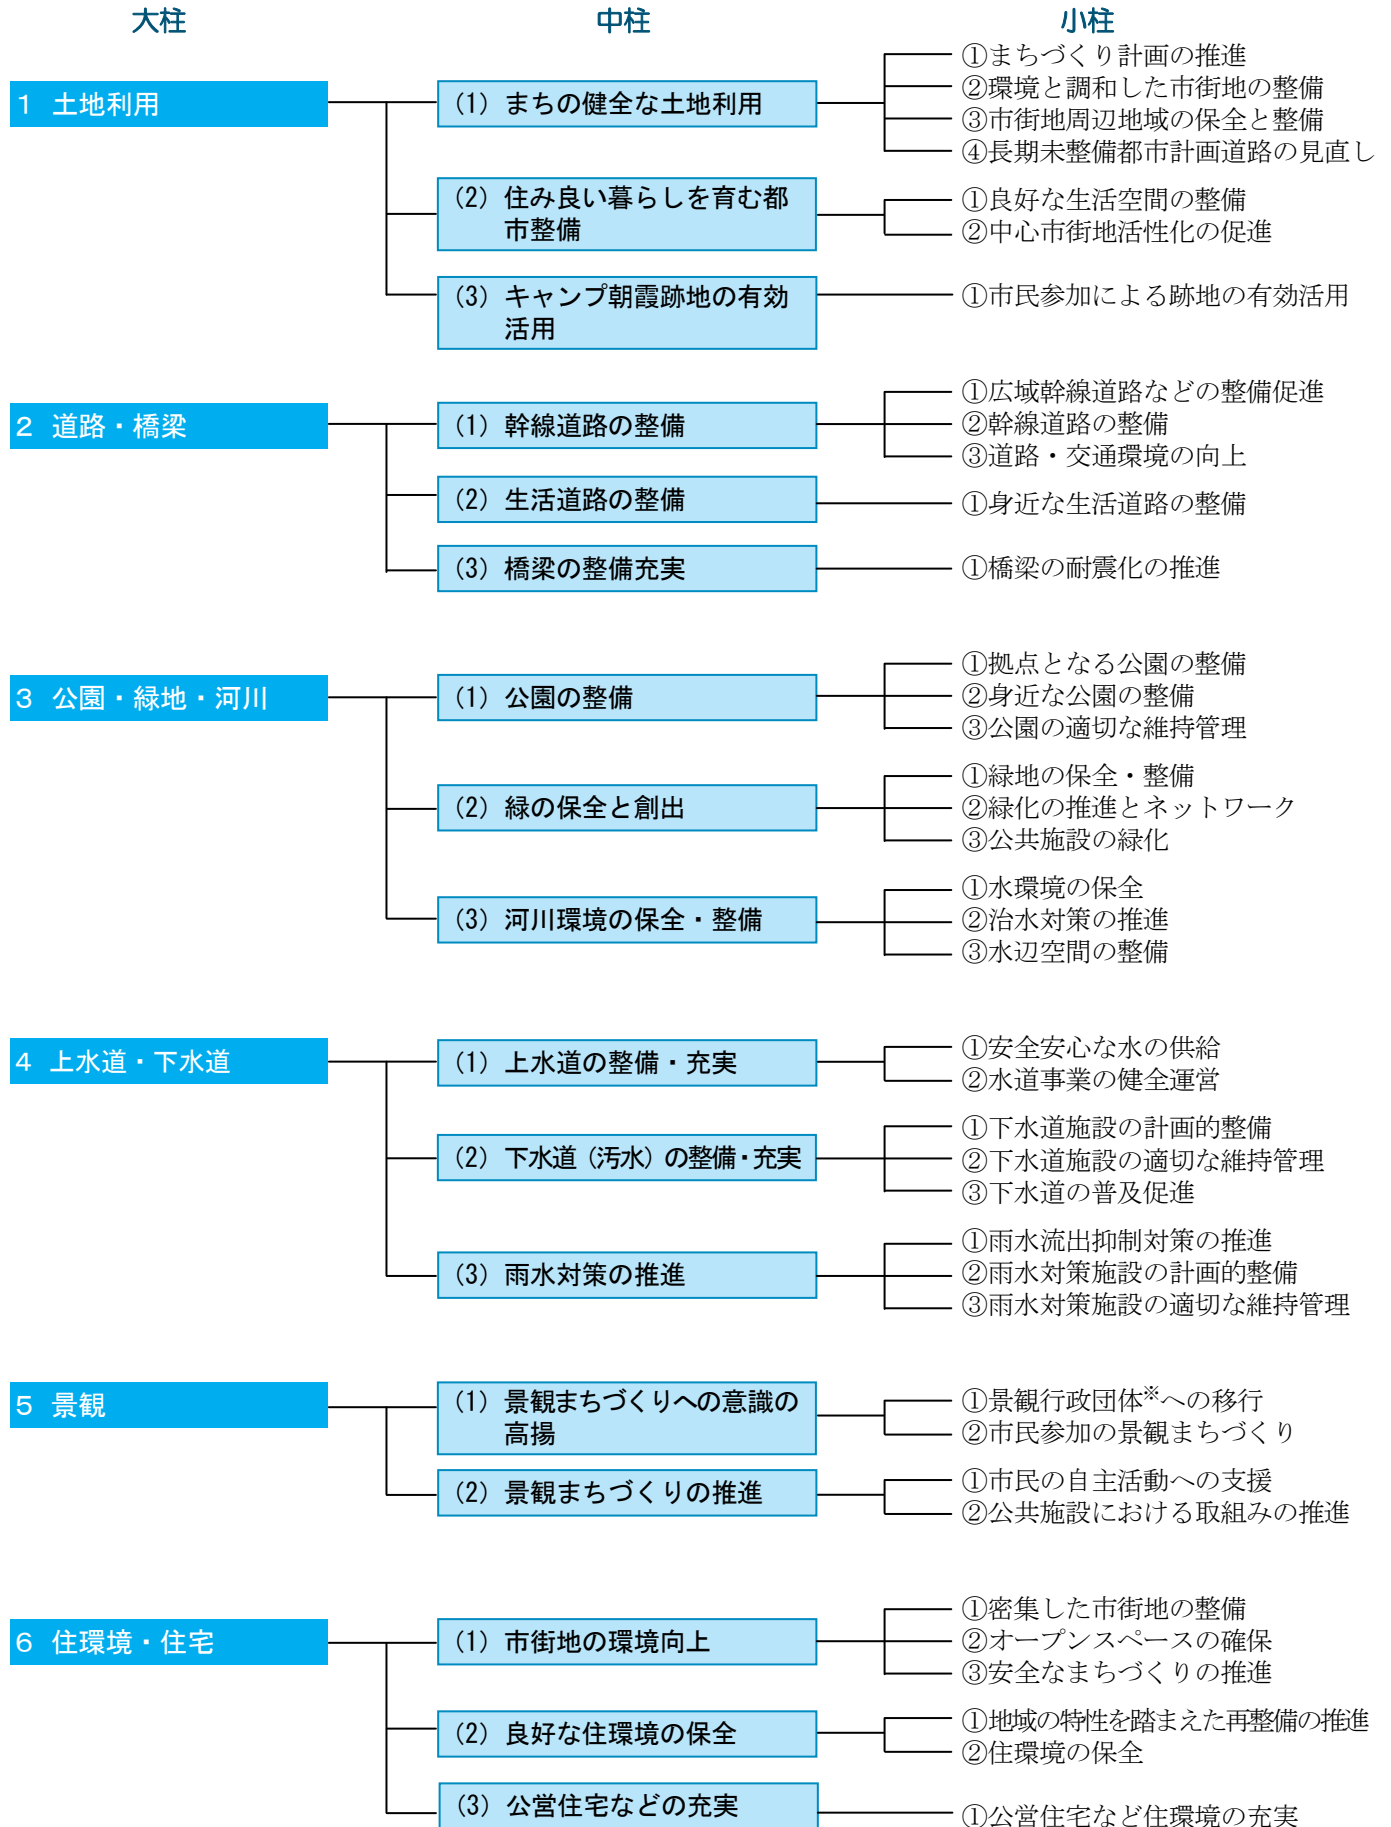 大柱　中柱　小柱
1 土地利用
(1) まちの健全な土地利用
①まちづくり計画の推進
②環境と調和した市街地の整備
③市街地周辺地域の保全と整備
④長期未整備都市計画道路の見直し
(2) 住み良い暮らしを育む都
市整備
①良好な生活空間の整備
②中心市街地活性化の促進
(3) キャンプ朝霞跡地の有効
活用
①市民参加による跡地の有効活用
2 道路・橋梁
(1) 幹線道路の整備
①広域幹線道路などの整備促進
②幹線道路の整備
③道路・交通環境の向上
(2) 生活道路の整備
①身近な生活道路の整備
(3) 橋梁の整備充実
①橋梁の耐震化の推進
3 公園・緑地・河川
(1) 公園の整備
①拠点となる公園の整備
②身近な公園の整備
③公園の適切な維持管理
(2) 緑の保全と創出
①緑地の保全・整備
②緑化の推進とネットワーク
③公共施設の緑化
(3) 河川環境の保全・整備
①水環境の保全
②治水対策の推進
③水辺空間の整備
4 上水道・下水道
(1) 上水道の整備・充実
①安全安心な水の供給
②水道事業の健全運営
(2) 下水道（汚水）の整備・充実
①下水道施設の計画的整備
②下水道施設の適切な維持管理
③下水道の普及促進
(3) 雨水対策の推進
①雨水流出抑制対策の推進
②雨水対策施設の計画的整備
③雨水対策施設の適切な維持管理
5 景観
(1) 景観まちづくりへの意識の
高揚
①景観行政団体※への移行
②市民参加の景観まちづくり
(2) 景観まちづくりの推進
①市民の自主活動への支援
②公共施設における取組みの推進
6 住環境・住宅
(1) 市街地の環境向上
①密集した市街地の整備
②オープンスペースの確保
③安全なまちづくりの推進
(2) 良好な住環境の保全
①地域の特性を踏まえた再整備の推進
②住環境の保全
(3) 公営住宅などの充実
①公営住宅など住環境の充実